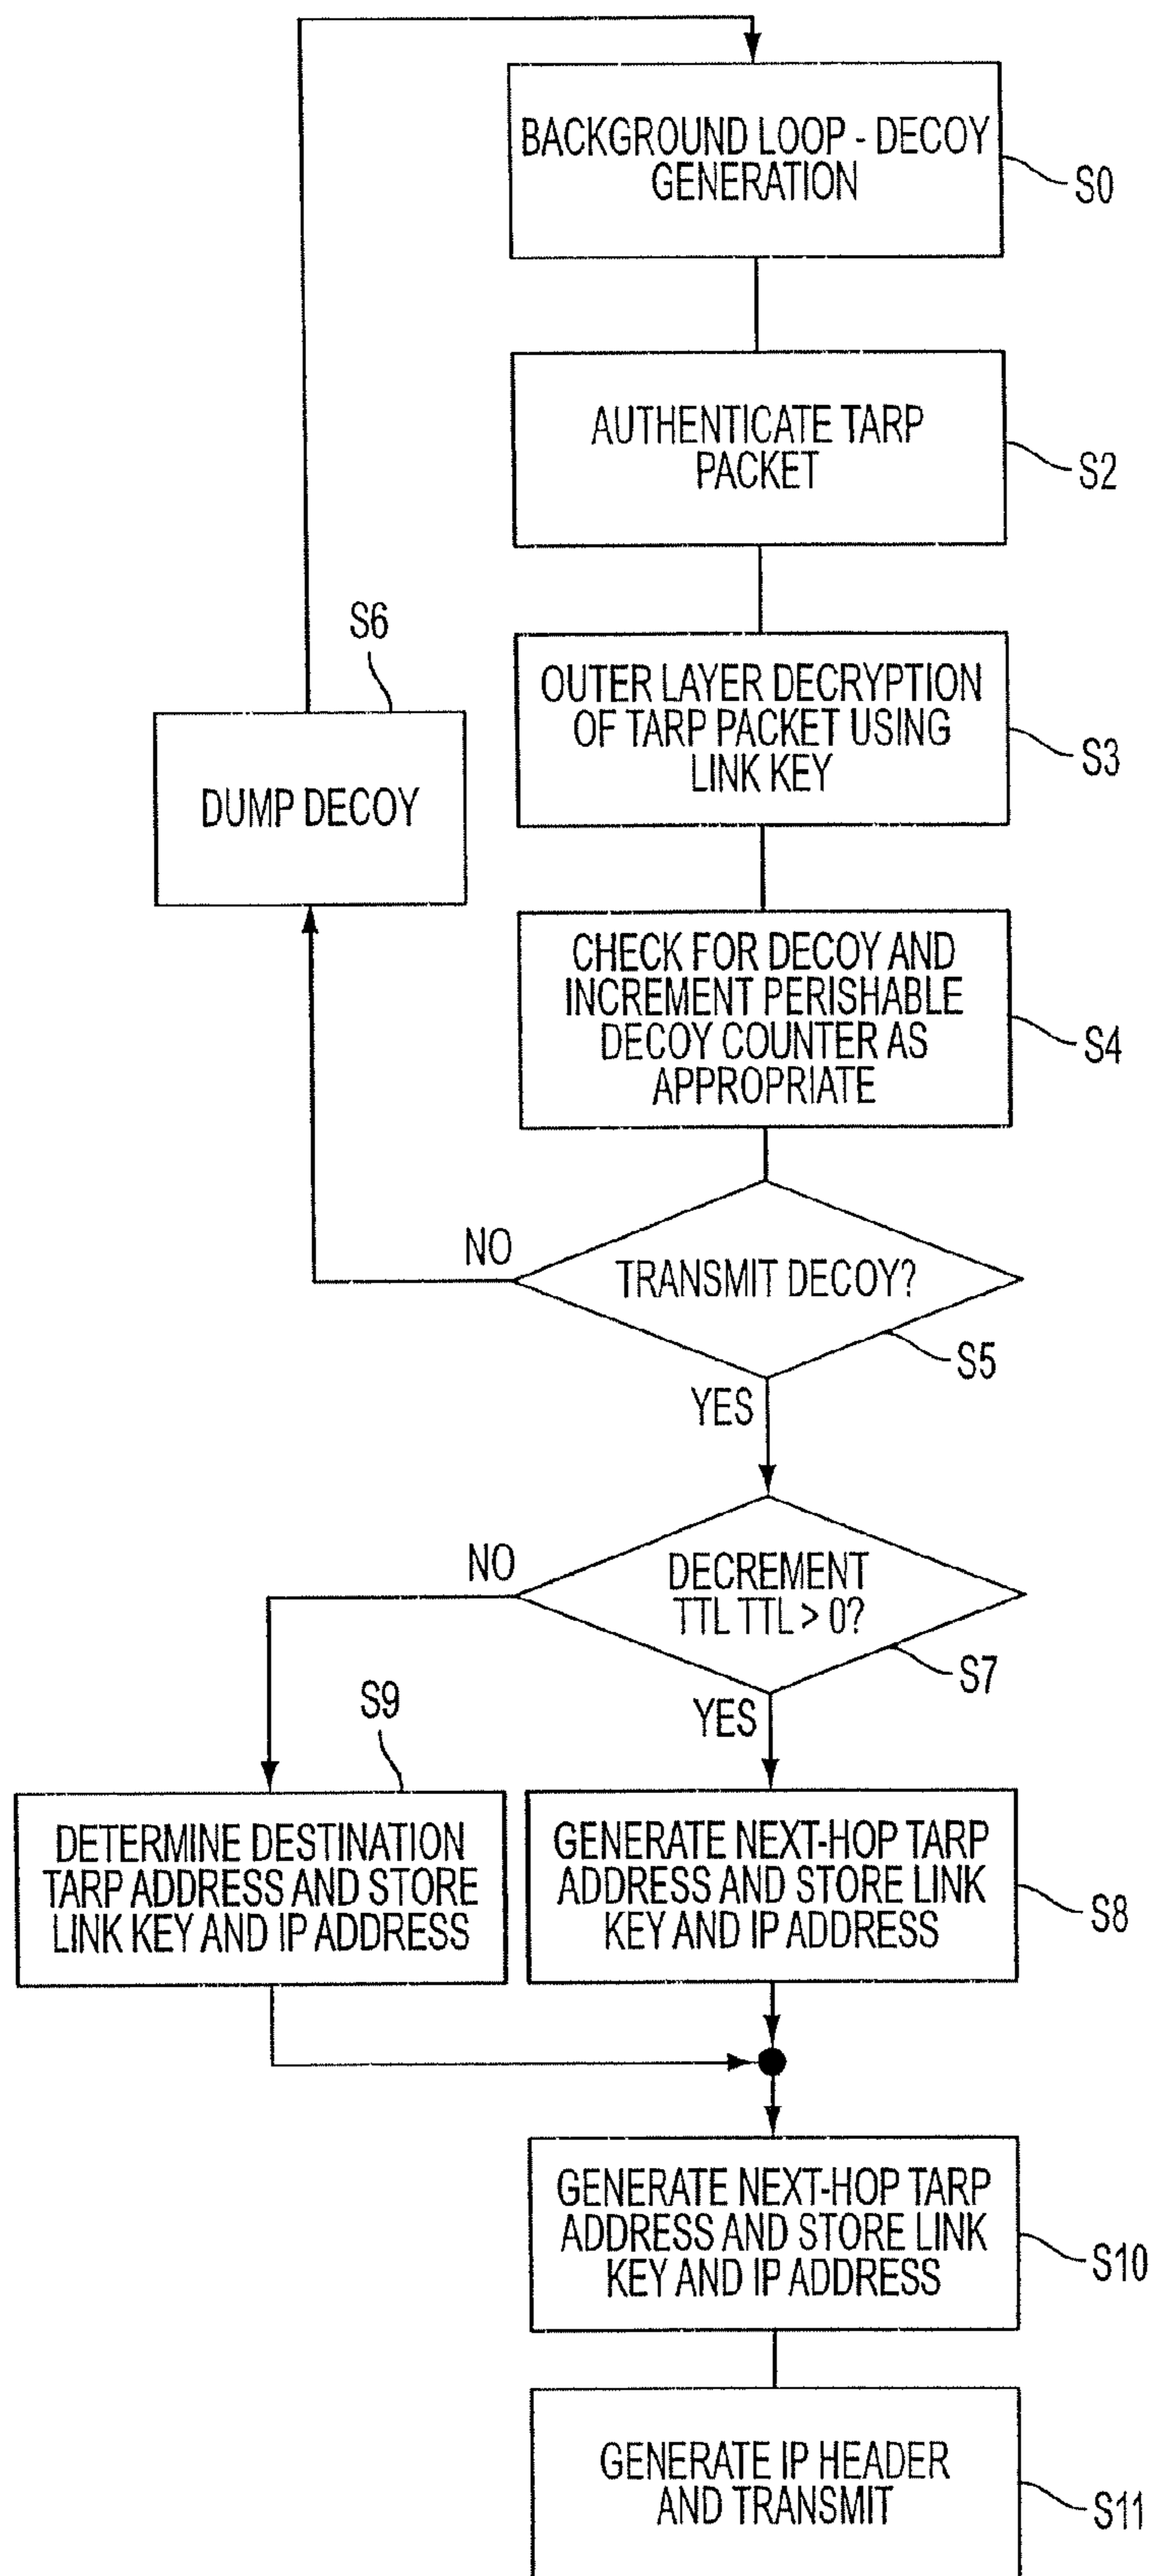 BACKGROUND LOOP - DECOY
GENERATION
S0
AUTHENTICATE TARP
PACKET
S2
S6
OUTER LAYER DECRYPTION
OF TARP PACKET USING
LINK KEY
S3
DUMP DECOY
CHECK FOR DECOY AND
INCREMENT PERISHABLE
DECOY COUNTER AS
APPROPRIATE
S4
NO
TRANSMIT DECOY?
S5
YES
NO
DECREMENT
TTL TTL > 0?
S7
YES
S9
DETERMINE DESTINATION
TARP ADDRESS AND STORE
LINK KEY AND IP ADDRESS
GENERATE NEXT-HOP TARP
ADDRESS AND STORE LINK
KEY AND IP ADDRESS
S8
GENERATE NEXT-HOP TARP
ADDRESS AND STORE LINK
KEY AND IP ADDRESS
S10
GENERATE IP HEADER
AND TRANSMIT
S11